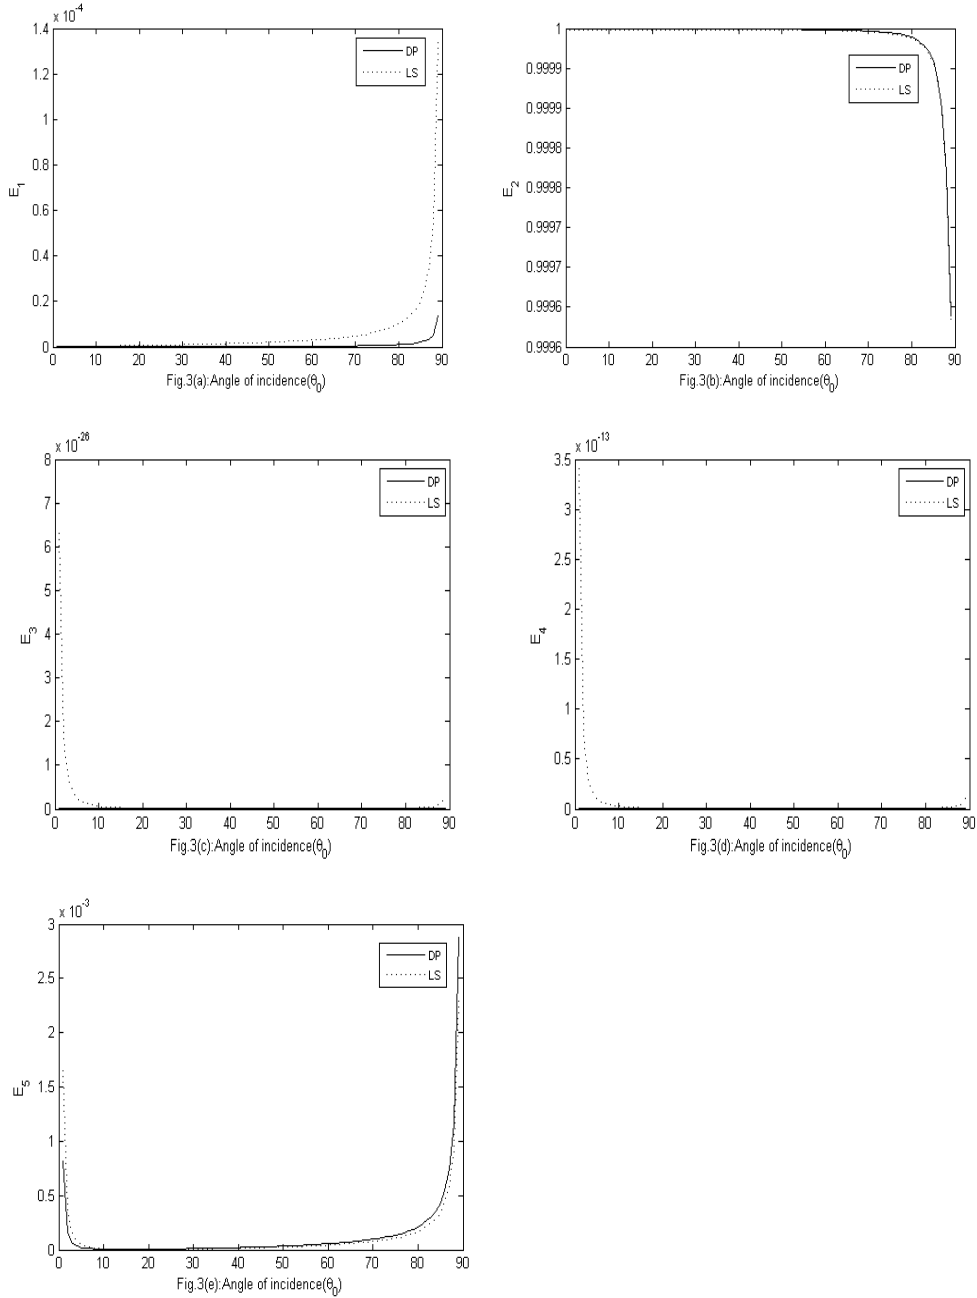 x 10-4
1.4
1.2
1
0.8
0.6
0.4
0.2
0
E1
DP
LS
0 10 20 30 40 50 60 70 80 90
Fig.3(a):Angle of incidence(θ0)
1
0.9999
0.9999
0.9998
0.9998
0.9997
0.9997
0.9996
0.9996
E2
DP
LS
0 10 20 30 40 50 60 70 80 90
Fig.3(b):Angle of incidence(θ0)
x 10-26
8
7
6
5
4
3
2
1
0
E3
DP
LS
0 10 20 30 40 50 60 70 80 90
Fig.3(c):Angle of incidence(θ0)
x 10-13
3.5
3
2.5
2
1.5
1
0.5
0
E4
DP
LS
0 10 20 30 40 50 60 70 80 90
Fig.3(d):Angle of incidence(θ0)
x 10-3
3
2.5
2
1.5
1
0.5
0
E5
DP
LS
0 10 20 30 40 50 60 70 80 90
Fig.3(e):Angle of incidence(θ0)